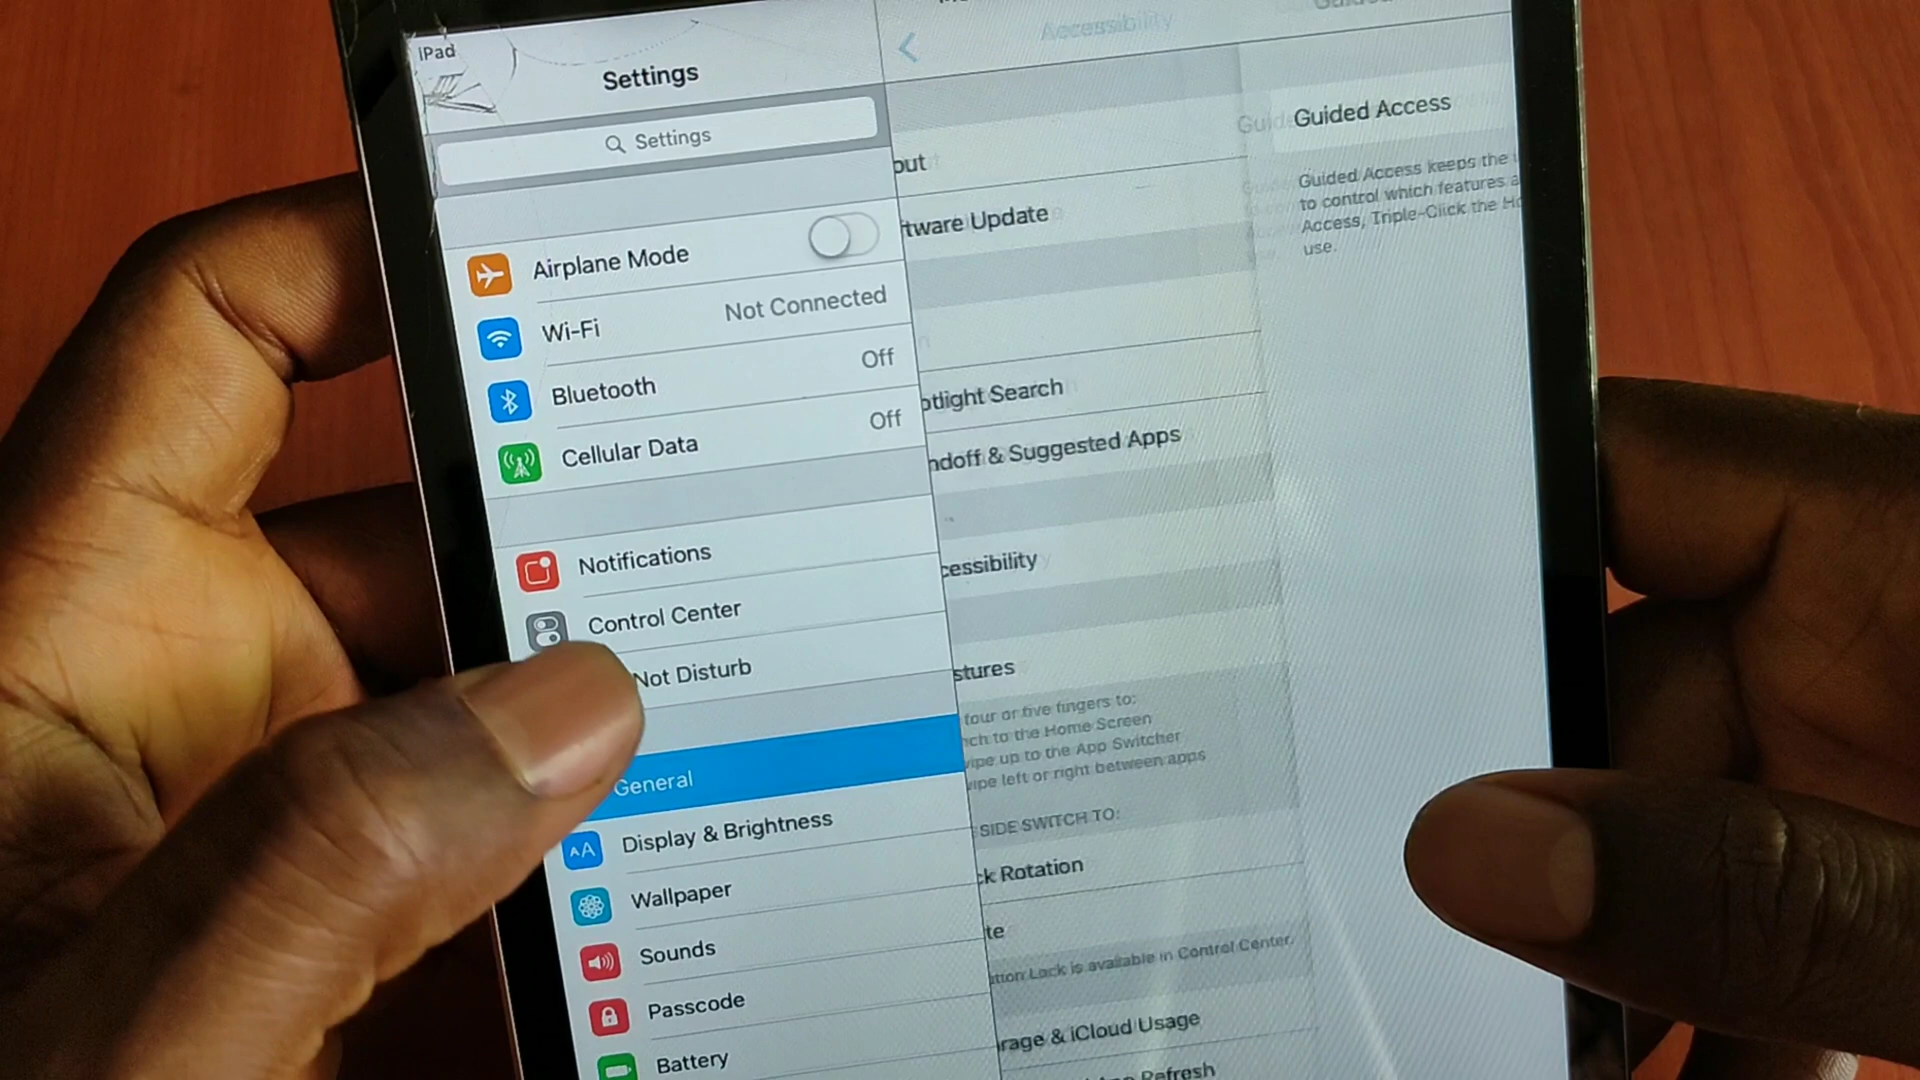 iPad
Settings
Settings
Airplane Mode
Wi-Fi Not Connected
Bluetooth Off
Cellular Data Off
Notifications
Control Center
Not Disturb
General
Display & Brightness
Wallpaper
Sounds
Passcode
Battery
Accessibility
out
ftware Update
otlight Search
ndoff & Suggested Apps
cessibility
stures
four or five fingers to:
ch to the Home Screen
ipe up to the App Switcher
ipe left or right between apps
SIDE SWITCH TO:
ck Rotation
te
Lock is available in Control Center.
rage & iCloud Usage
Refresh
Guided Access
Guided Access keeps the
to control which features a
Access, Triple-Click the Ho
use.